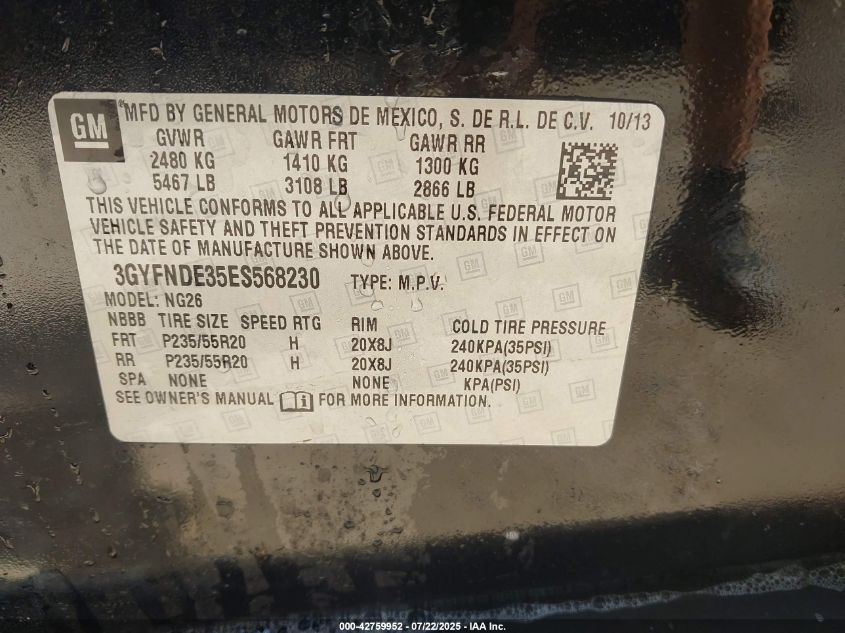 GM
MFD BY GENERAL MOTORS DE MEXICO, S. DE R.L. DE C.V. 10/13
GVWR GAWR FRT GAWR RR
2480 KG 1410 KG 1300 KG
5467 LB 3108 LB 2866 LB
THIS VEHICLE CONFORMS TO ALL APPLICABLE U.S. FEDERAL MOTOR
VEHICLE SAFETY AND THEFT PREVENTION STANDARDS IN EFFECT ON
THE DATE OF MANUFACTURE SHOWN ABOVE.
3GYFNDE35ES568230 TYPE: M.P.V.
MODEL: NG26
NBBB TIRE SIZE SPEED RTG RIM COLD TIRE PRESSURE
FRT P235/55R20 H 20X8J 240KPA(35PSI)
RR P235/55R20 H 20X8J 240KPA(35PSI)
SPA NONE NONE KPA(PSI)
SEE OWNER'S MANUAL FOR MORE INFORMATION.
000-42759952 - 07/22/2025 - IAA Inc.